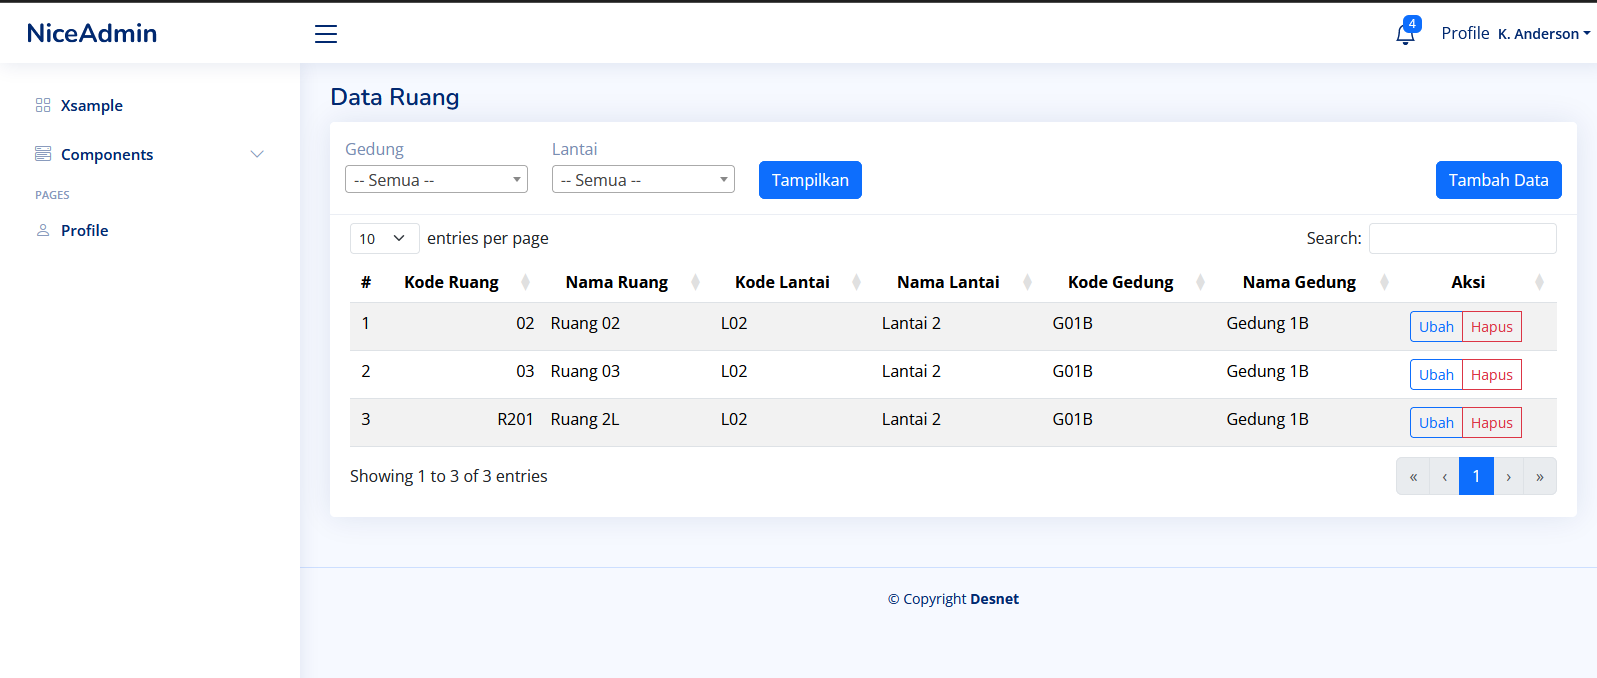 NiceAdmin
4
Profile K. Anderson
Xsample
Components
PAGES
Profile
Data Ruang
Gedung Lantai
-- Semua -- -- Semua -- Tampilkan Tambah Data
10 entries per page Search:
# Kode Ruang Nama Ruang Kode Lantai Nama Lantai Kode Gedung Nama Gedung Aksi
1 02 Ruang 02 L02 Lantai 2 G01B Gedung 1B Ubah Hapus
2 03 Ruang 03 L02 Lantai 2 G01B Gedung 1B Ubah Hapus
3 R201 Ruang 2L L02 Lantai 2 G01B Gedung 1B Ubah Hapus
Showing 1 to 3 of 3 entries « ‹ 1 › »
© Copyright Desnet